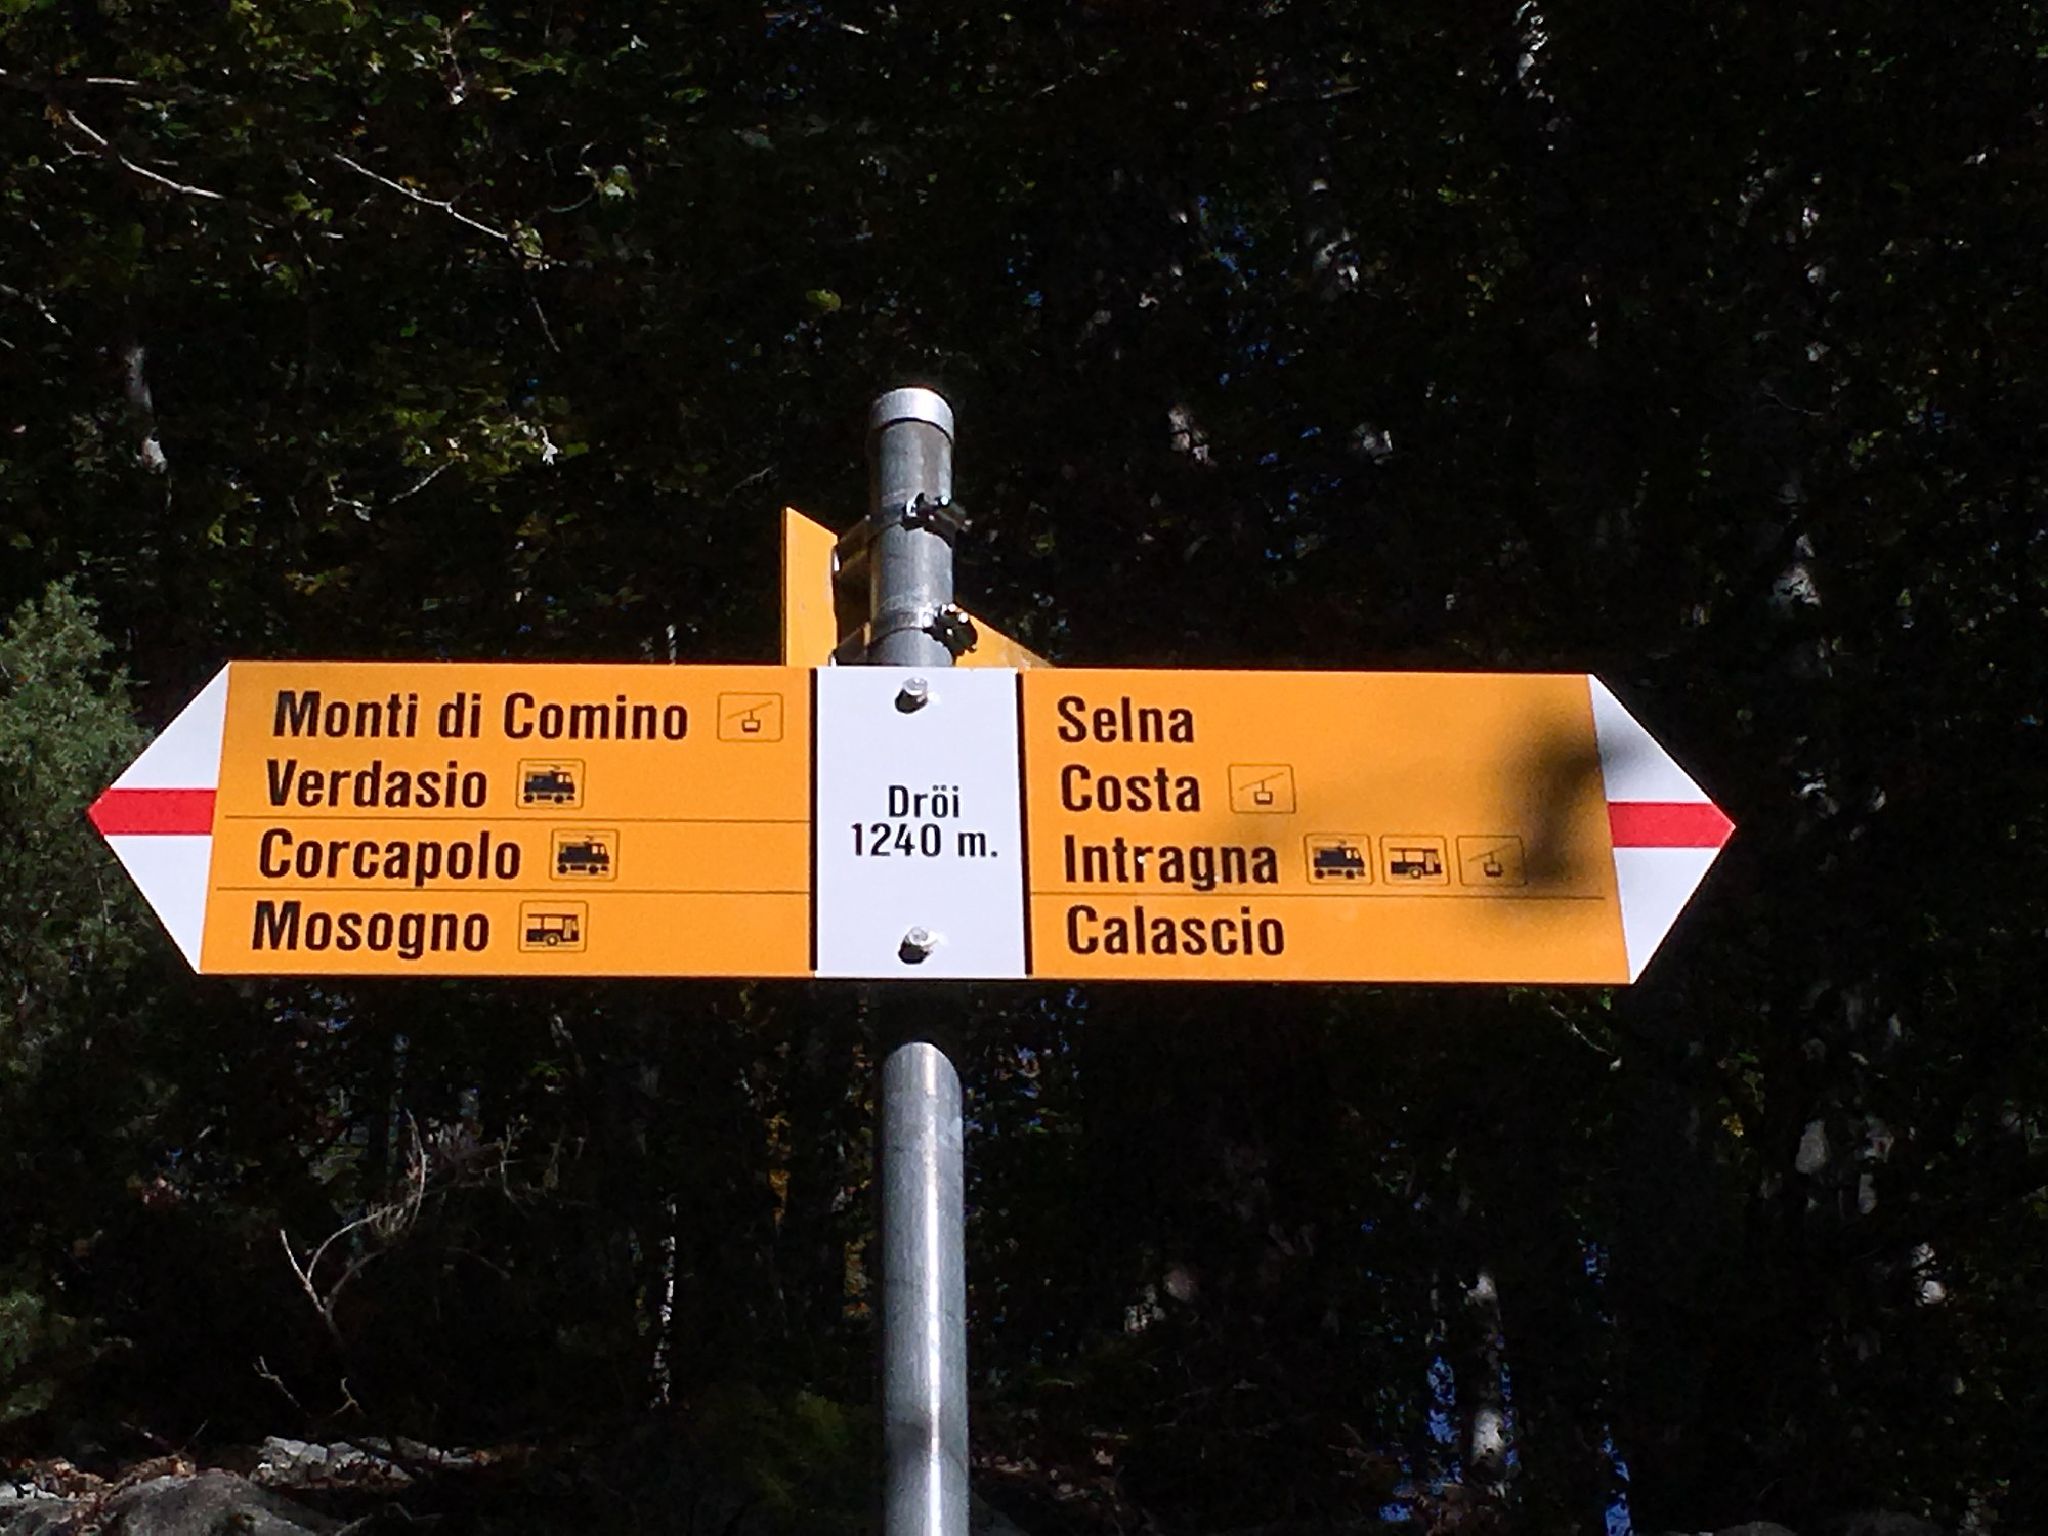 Monti di Comino
Verdasio
Corcapolo
Mosogno
Dröi
1240 m.
Selna
Costa
Intragna
Calascio